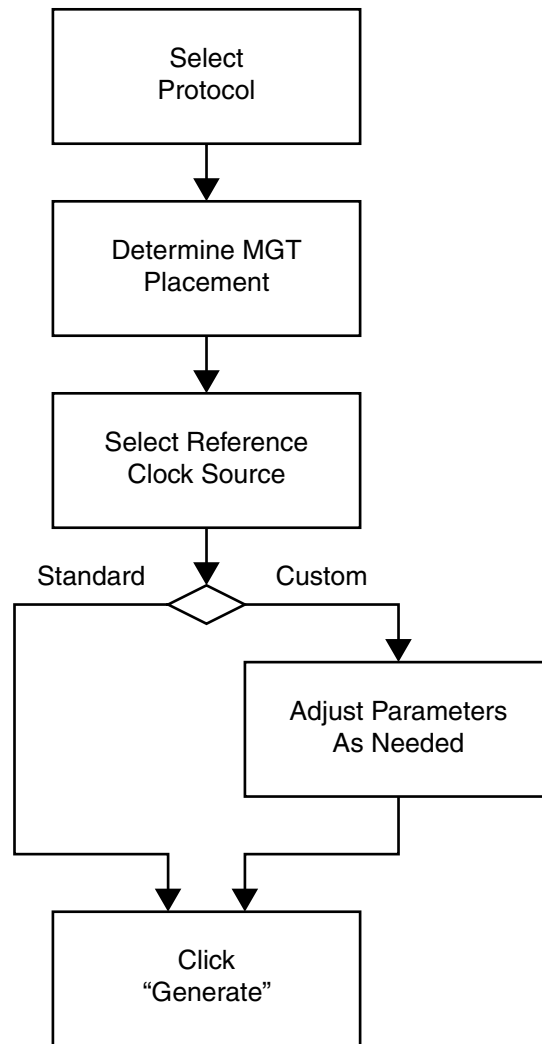 Select
Protocol
Determine MGT
Placement
Select Reference
Clock Source
Standard
Custom
Adjust Parameters
As Needed
Click
“Generate”